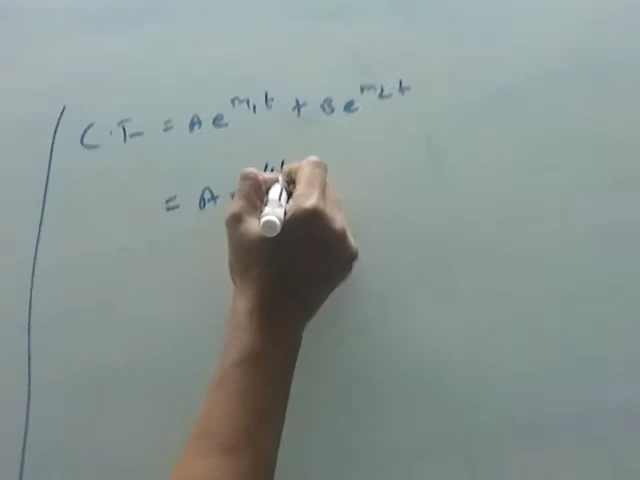 C.F = Ae^{m₁t} + Be^{m₂t}
= A